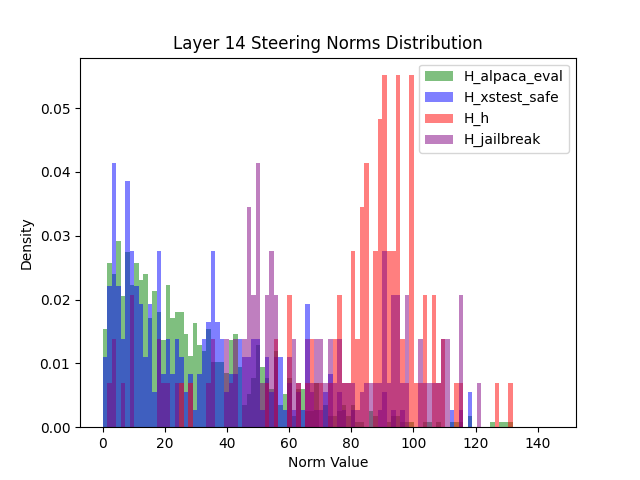 Layer 14 Steering Norms Distribution
H_alpaca_eval
H_xstest_safe
H_h
H_jailbreak
Density
0.05
0.04
0.03
0.02
0.01
0.00
0 20 40 60 80 100 120 140
Norm Value